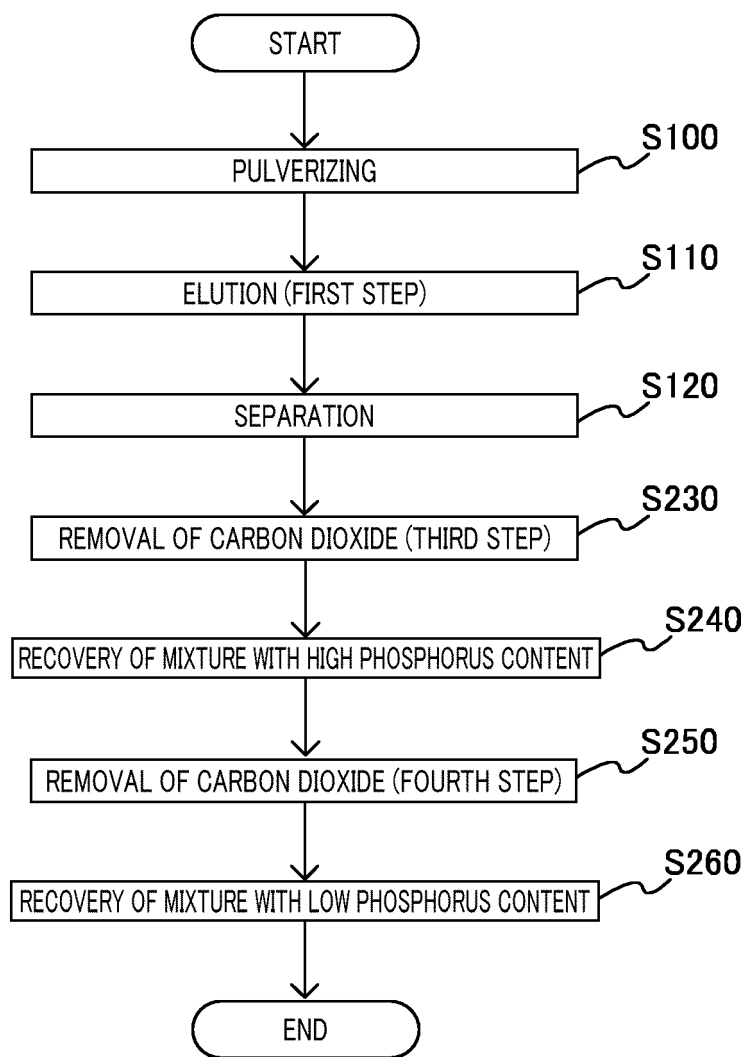 START
S100
PULVERIZING
S110
ELUTION (FIRST STEP)
S120
SEPARATION
S230
REMOVAL OF CARBON DIOXIDE (THIRD STEP)
S240
RECOVERY OF MIXTURE WITH HIGH PHOSPHORUS CONTENT
S250
REMOVAL OF CARBON DIOXIDE (FOURTH STEP)
S260
RECOVERY OF MIXTURE WITH LOW PHOSPHORUS CONTENT
END